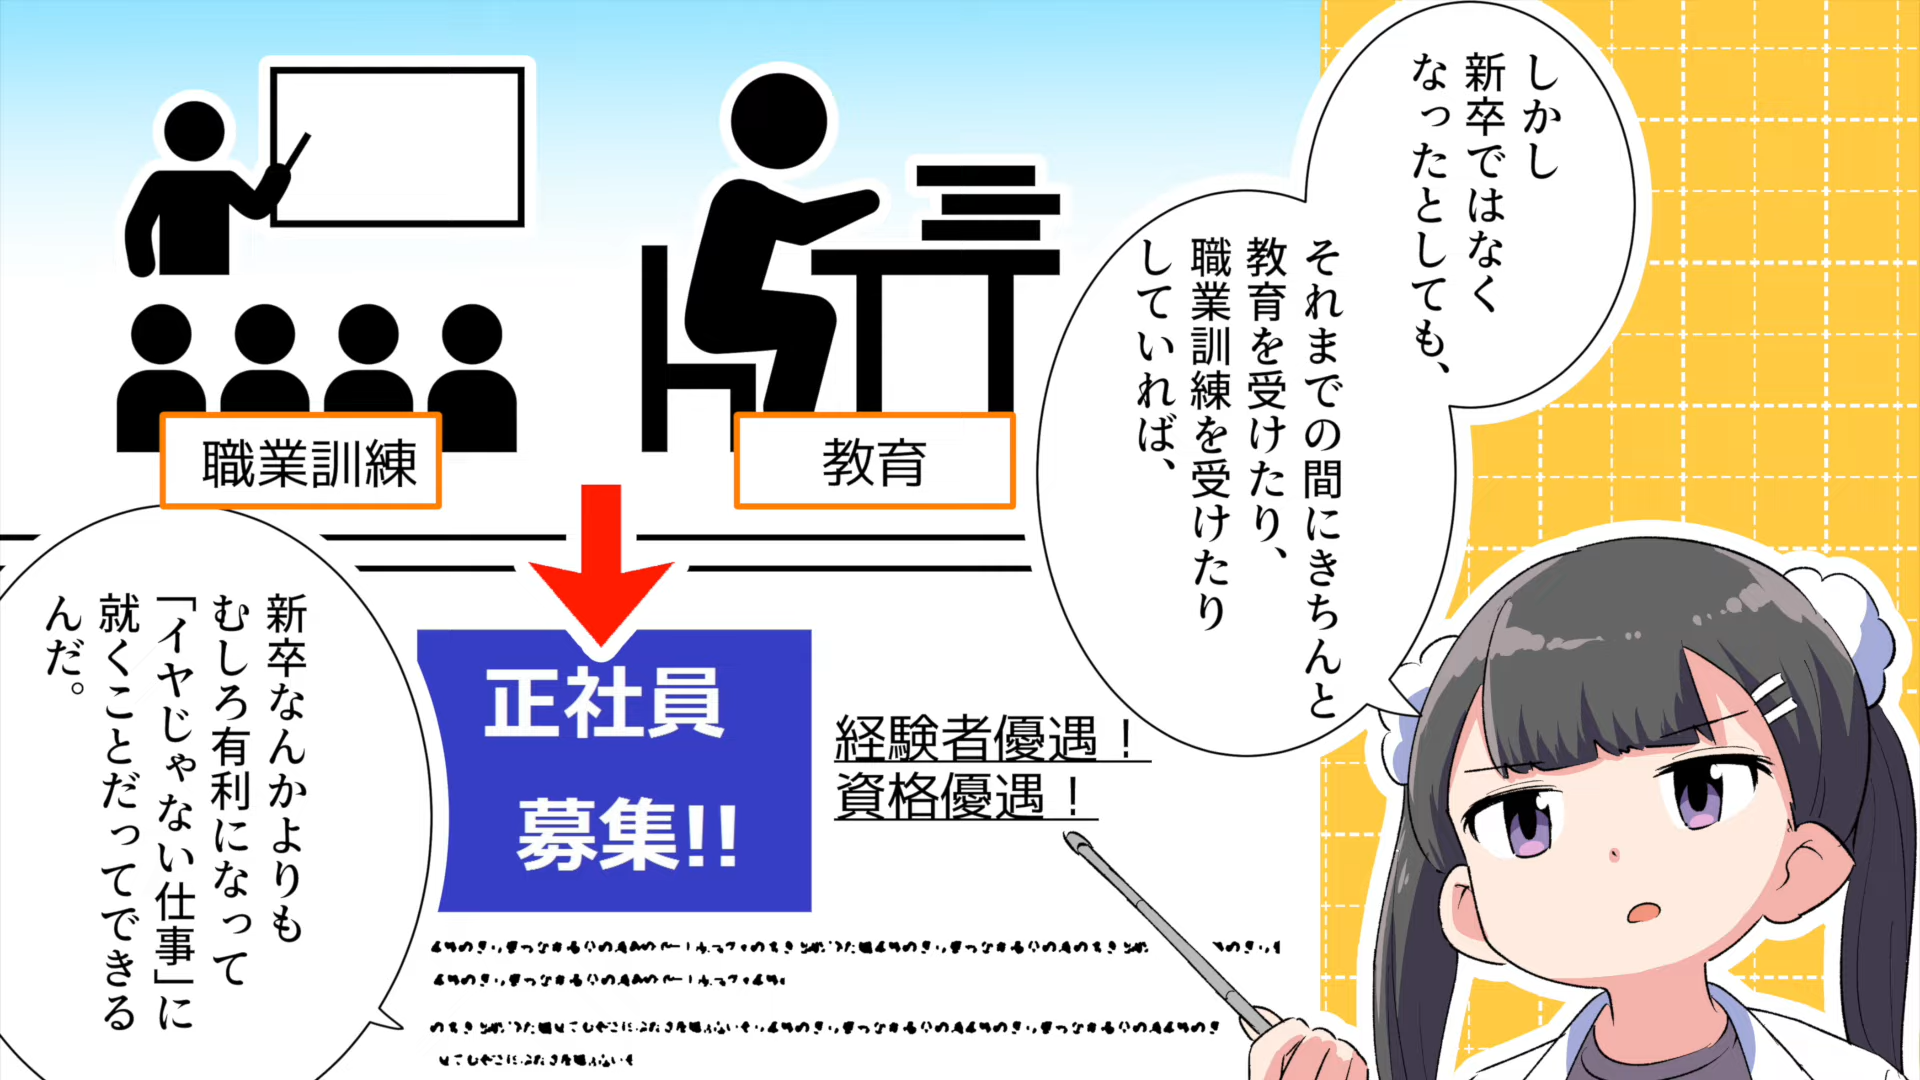 しかし
新卒ではなく
なったとしても、
それまでの間にきちんと
教育を受けたり、
職業訓練を受けたり
していれば、
職業訓練
教育
正社員
募集!!
経験者優遇！
資格優遇！
新卒なんかよりも
むしろ有利になって
「イヤじゃない仕事」に
就くことだってできる
んだ。